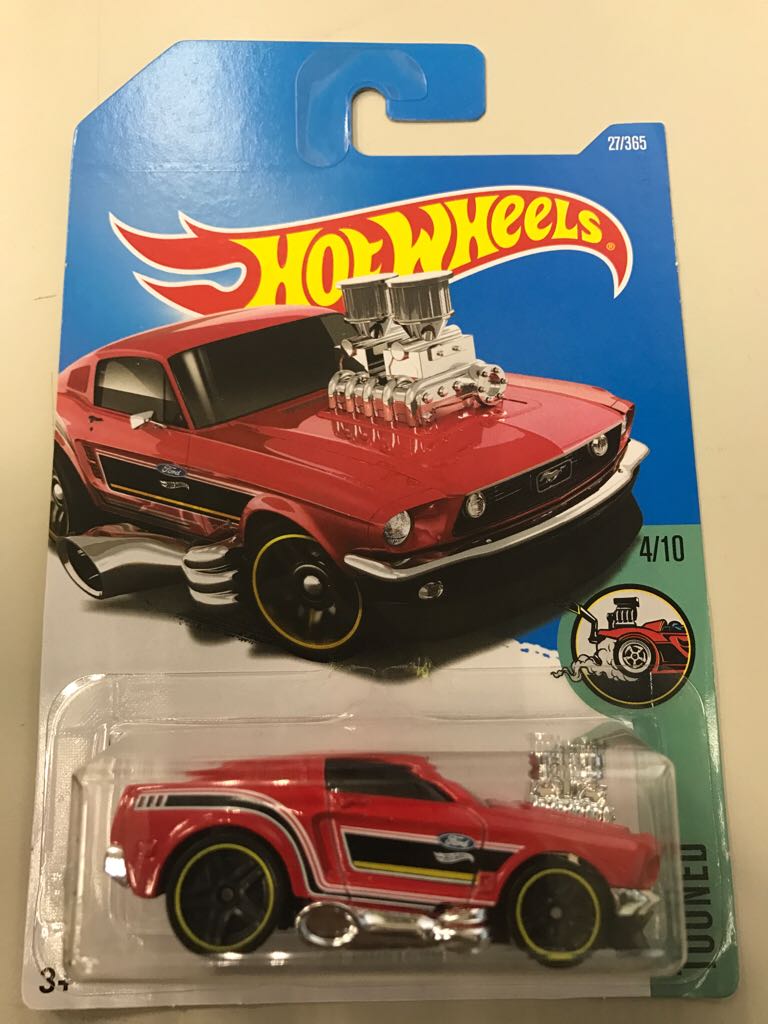 27/365
HOT WHEELS®
Ford
4/10
Ford
TOONED
3+